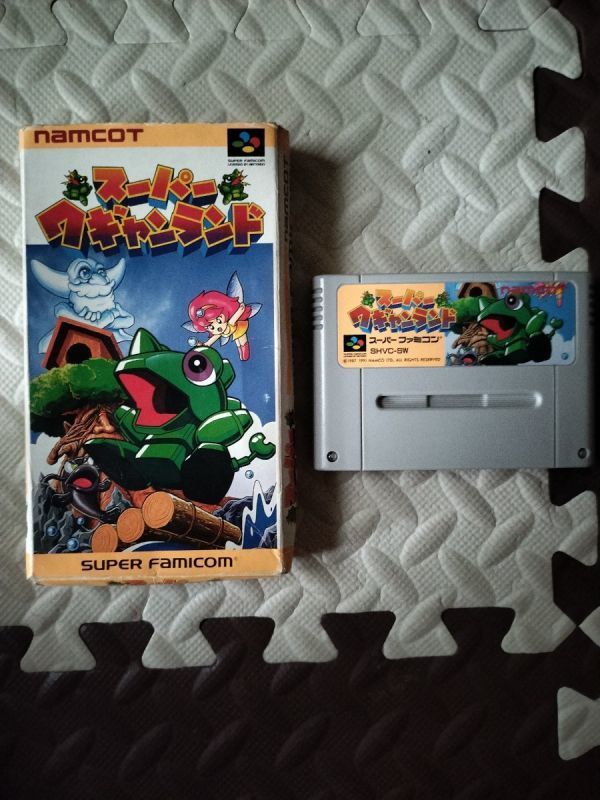 namcot
SUPER FAMICOM
スーパー
ワギャンランド
SUPER FAMICOM
NAMCOT
スーパー
ワギャンランド
namcot
スーパーファミコン
SHVC-SW